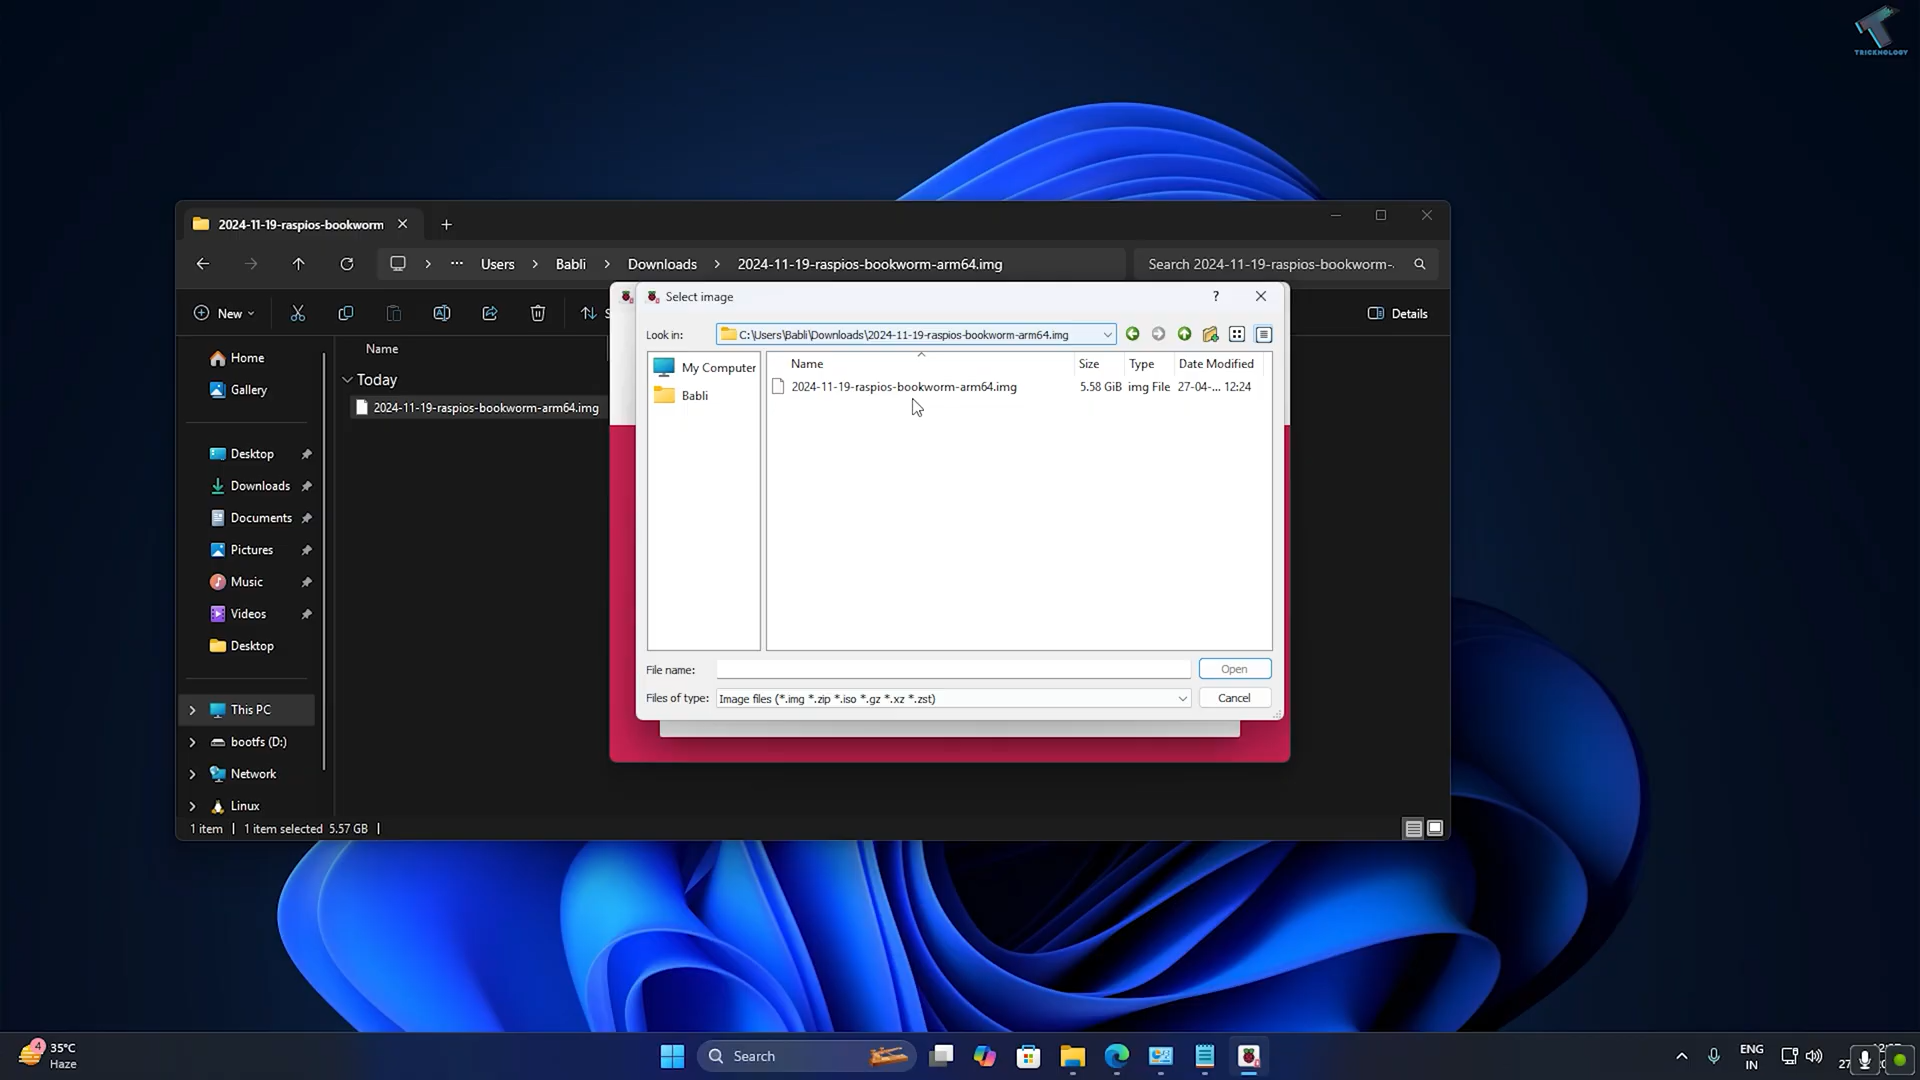 TRICKNOLOGY
2024-11-19-raspios-bookworm
Users
Babli
Downloads
2024-11-19-raspios-bookworm-arm64.img
Search 2024-11-19-raspios-bookworm-.
New
S
Details
Home
Gallery
Desktop
Downloads
Documents
Pictures
Music
Videos
Desktop
This PC
bootfs (D:)
Network
Linux
Name
Today
2024-11-19-raspios-bookworm-arm64.img
1 item
1 item selected 5.57 GB
Select image
?
Look in:
C:\Users\Babli\Downloads\2024-11-19-raspios-bookworm-arm64.img
My Computer
Babli
Name Size Type Date Modified
2024-11-19-raspios-bookworm-arm64.img 5.58 GiB img File 27-04-... 12:24
File name:
Open
Files of type:
Image files (*.img *.zip *.iso *.gz *.xz *.zst)
Cancel
4
35°C
Haze
Search
ENG
IN